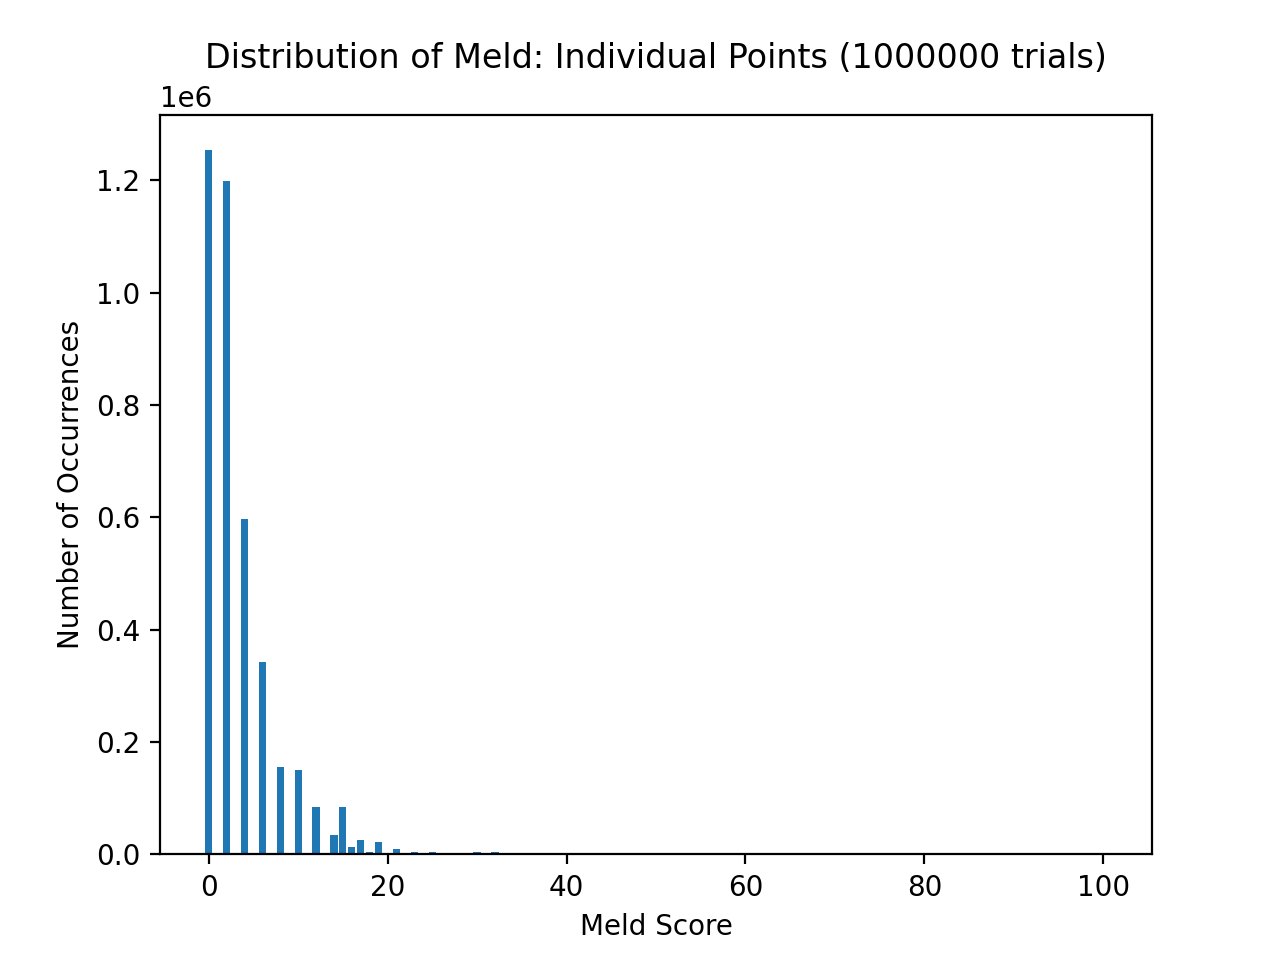 Distribution of Meld: Individual Points (1000000 trials)
1e6
1.2
1.0
0.8
0.6
0.4
0.2
0.0
Number of Occurrences
0 20 40 60 80 100
Meld Score